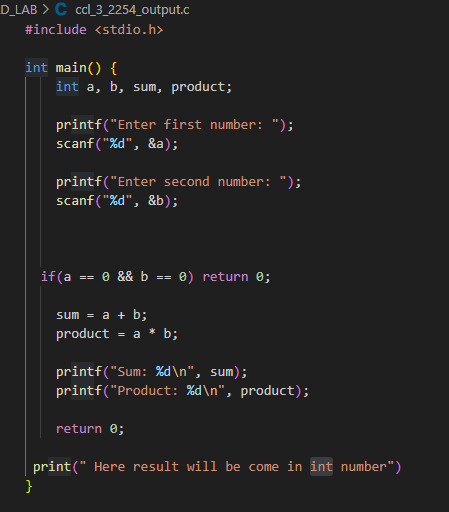 D_LAB > C ccl_3_2254_output.c
#include <stdio.h>
int main() {
int a, b, sum, product;
printf("Enter first number: ");
scanf("%d", &a);
printf("Enter second number: ");
scanf("%d", &b);
if(a == 0 && b == 0) return 0;
sum = a + b;
product = a * b;
printf("Sum: %d\n", sum);
printf("Product: %d\n", product);
return 0;
print(" Here result will be come in int number")
}